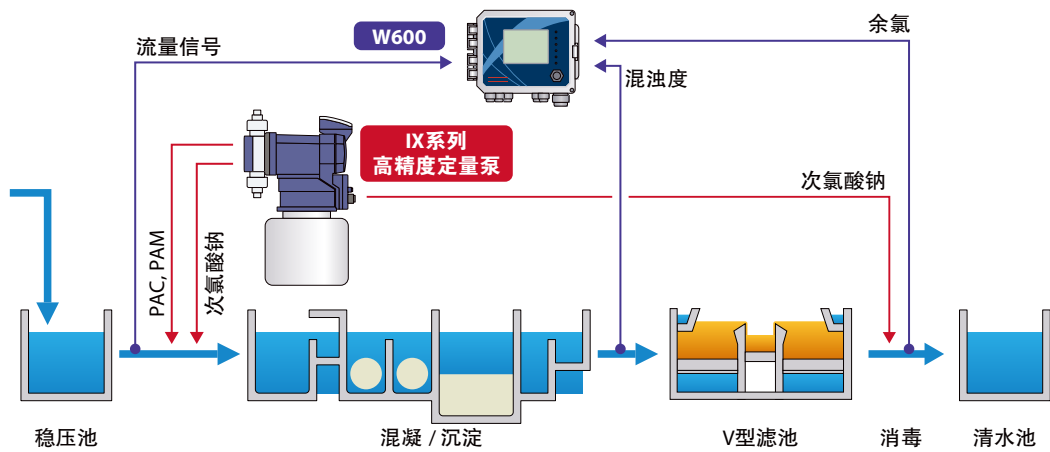 流量信号
W600
余氯
混浊度
IX系列
高精度定量泵
次氯酸钠
PAC, PAM
次氯酸钠
稳压池
混凝 / 沉淀
V型滤池
消毒
清水池